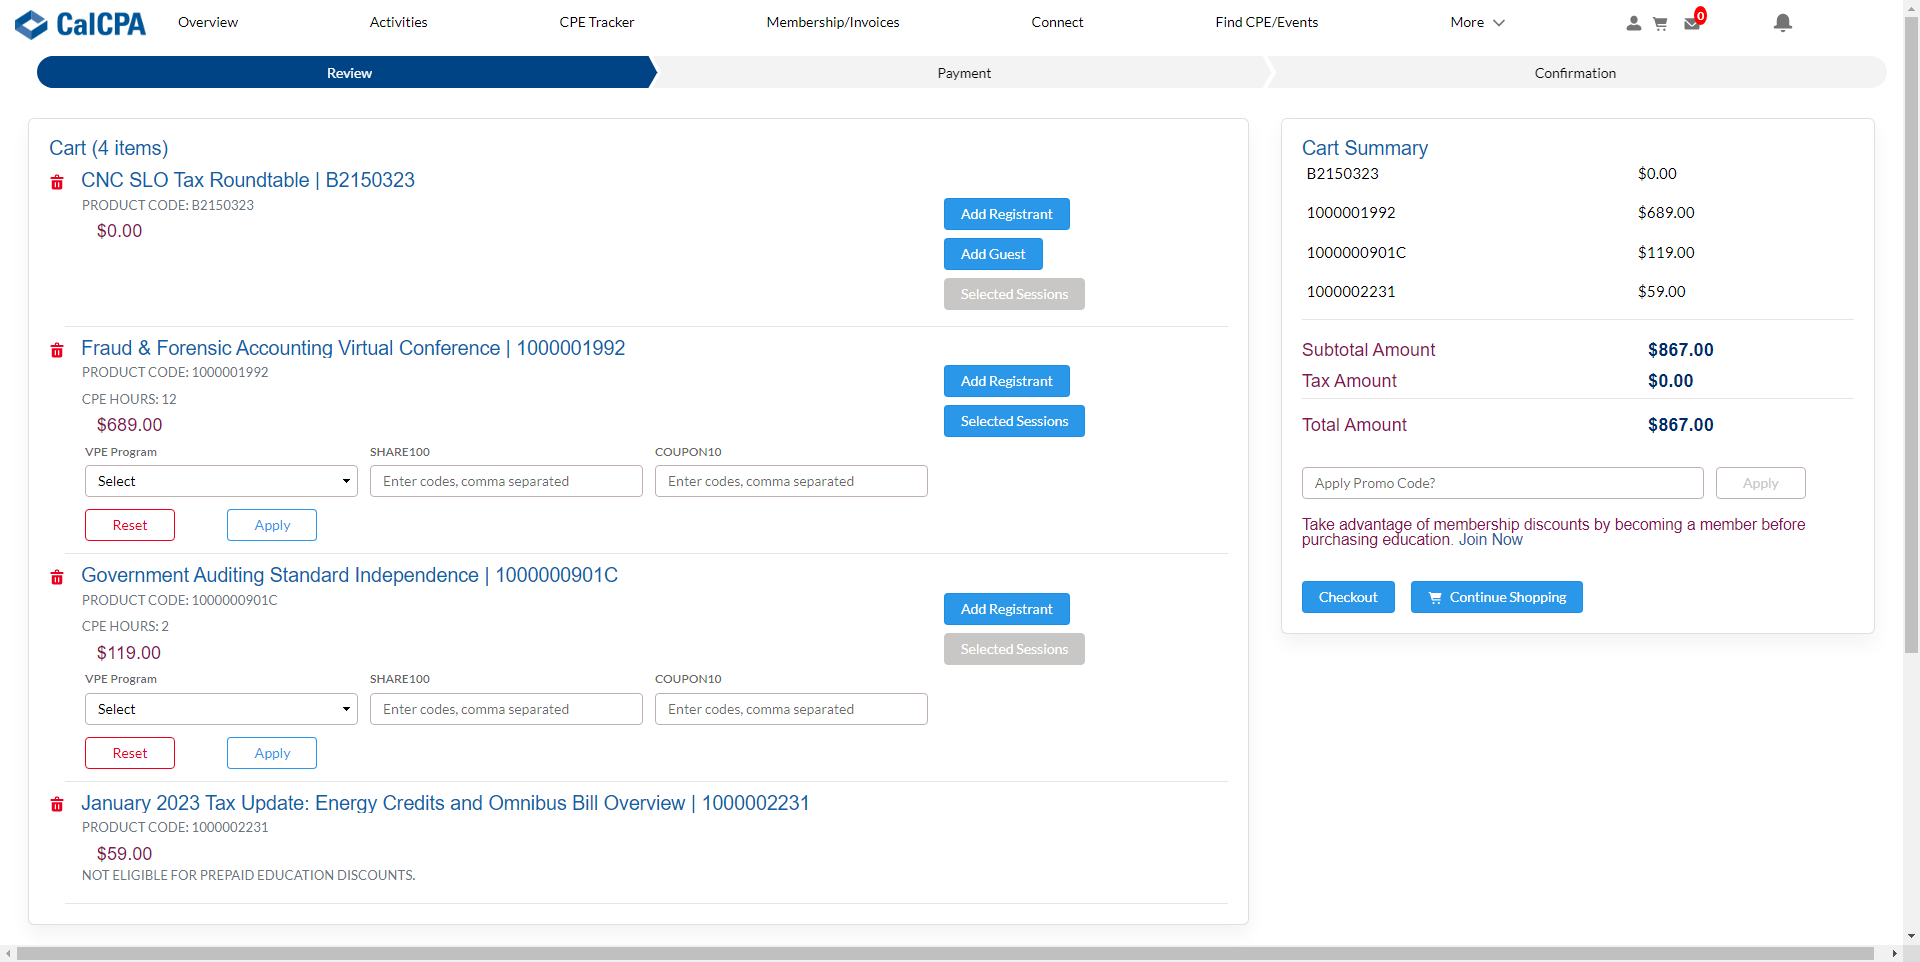 CalCPA
Overview
Activities
CPE Tracker
Membership/Invoices
Connect
Find CPE/Events
More
0
Review
Payment
Confirmation
Cart (4 items)
CNC SLO Tax Roundtable | B2150323
PRODUCT CODE: B2150323
$0.00
Add Registrant
Add Guest
Selected Sessions
Fraud & Forensic Accounting Virtual Conference | 1000001992
PRODUCT CODE: 1000001992
CPE HOURS: 12
$689.00
Add Registrant
Selected Sessions
VPE Program
SHARE100
COUPON10
Select
Enter codes, comma separated
Enter codes, comma separated
Reset
Apply
Government Auditing Standard Independence | 1000000901C
PRODUCT CODE: 1000000901C
CPE HOURS: 2
$119.00
Add Registrant
Selected Sessions
VPE Program
SHARE100
COUPON10
Select
Enter codes, comma separated
Enter codes, comma separated
Reset
Apply
January 2023 Tax Update: Energy Credits and Omnibus Bill Overview | 1000002231
PRODUCT CODE: 1000002231
$59.00
NOT ELIGIBLE FOR PREPAID EDUCATION DISCOUNTS.
Cart Summary
B2150323 $0.00
1000001992 $689.00
1000000901C $119.00
1000002231 $59.00
Subtotal Amount $867.00
Tax Amount $0.00
Total Amount $867.00
Apply Promo Code?
Apply
Take advantage of membership discounts by becoming a member before
purchasing education. Join Now
Checkout
Continue Shopping